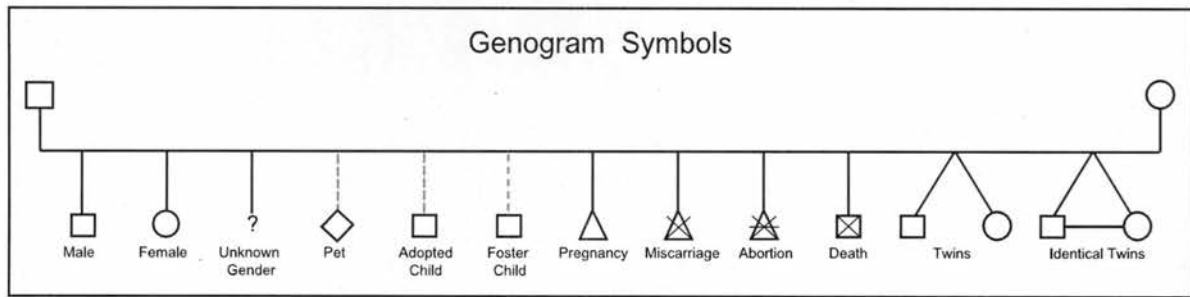 Genogram Symbols
?
Male
Female
Unknown
Gender
Pet
Adopted
Child
Foster
Child
Pregnancy
Miscarriage
Abortion
Death
Twins
Identical Twins